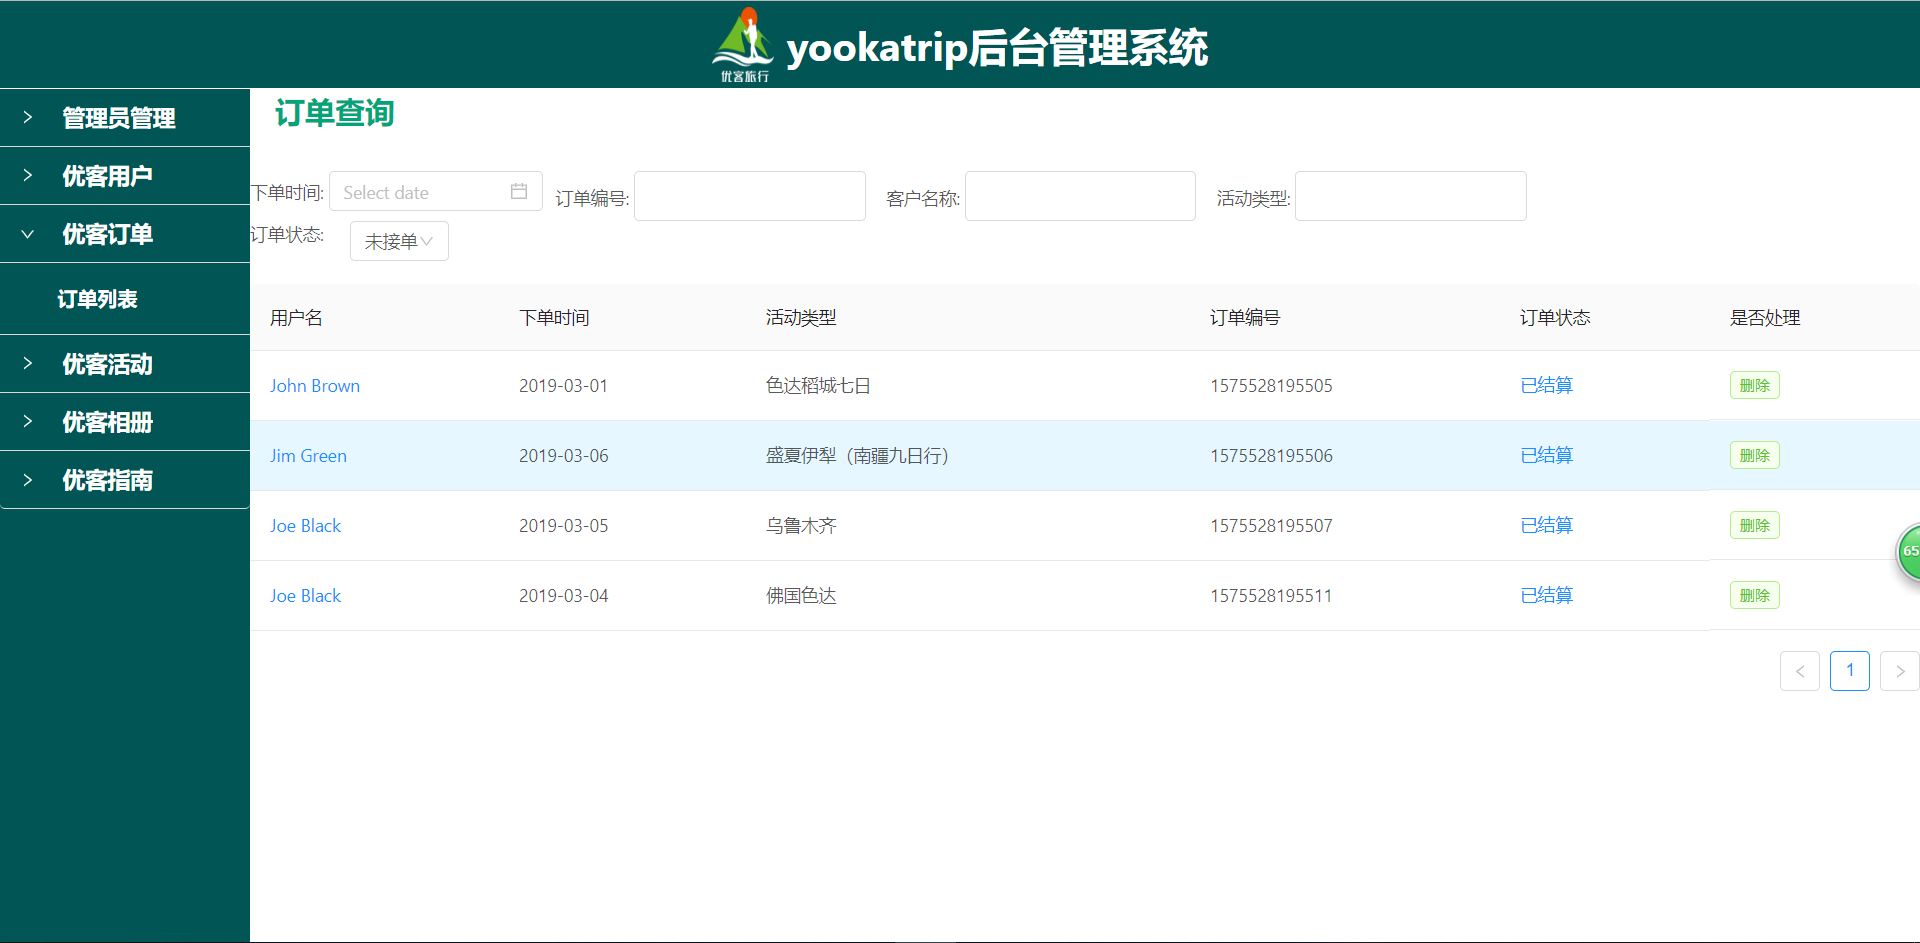 优客旅行
yookatrip后台管理系统
管理员管理
优客用户
优客订单
订单列表
优客活动
优客相册
优客指南
订单查询
下单时间: Select date 订单编号: 客户名称: 活动类型:
订单状态: 未接单
用户名 下单时间 活动类型 订单编号 订单状态 是否处理
John Brown 2019-03-01 色达稻城七日 1575528195505 已结算 删除
Jim Green 2019-03-06 盛夏伊犁（南疆九日行） 1575528195506 已结算 删除
Joe Black 2019-03-05 乌鲁木齐 1575528195507 已结算 删除
Joe Black 2019-03-04 佛国色达 1575528195511 已结算 删除
65
< 1 >